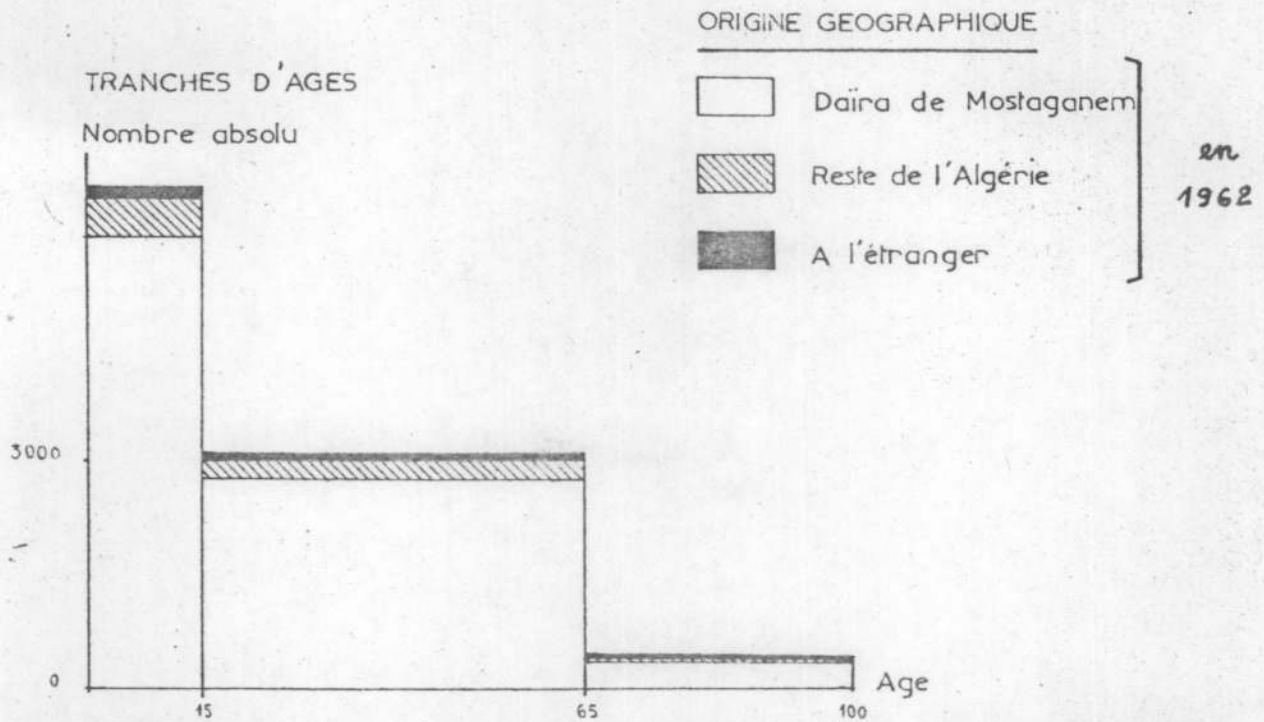 ORIGINE GEOGRAPHIQUE
TRANCHES D'AGES
Nombre absolu
Daïra de Mostaganem
Reste de l'Algérie
A l'étranger
en
1962
3000
0
Age
15
65
100